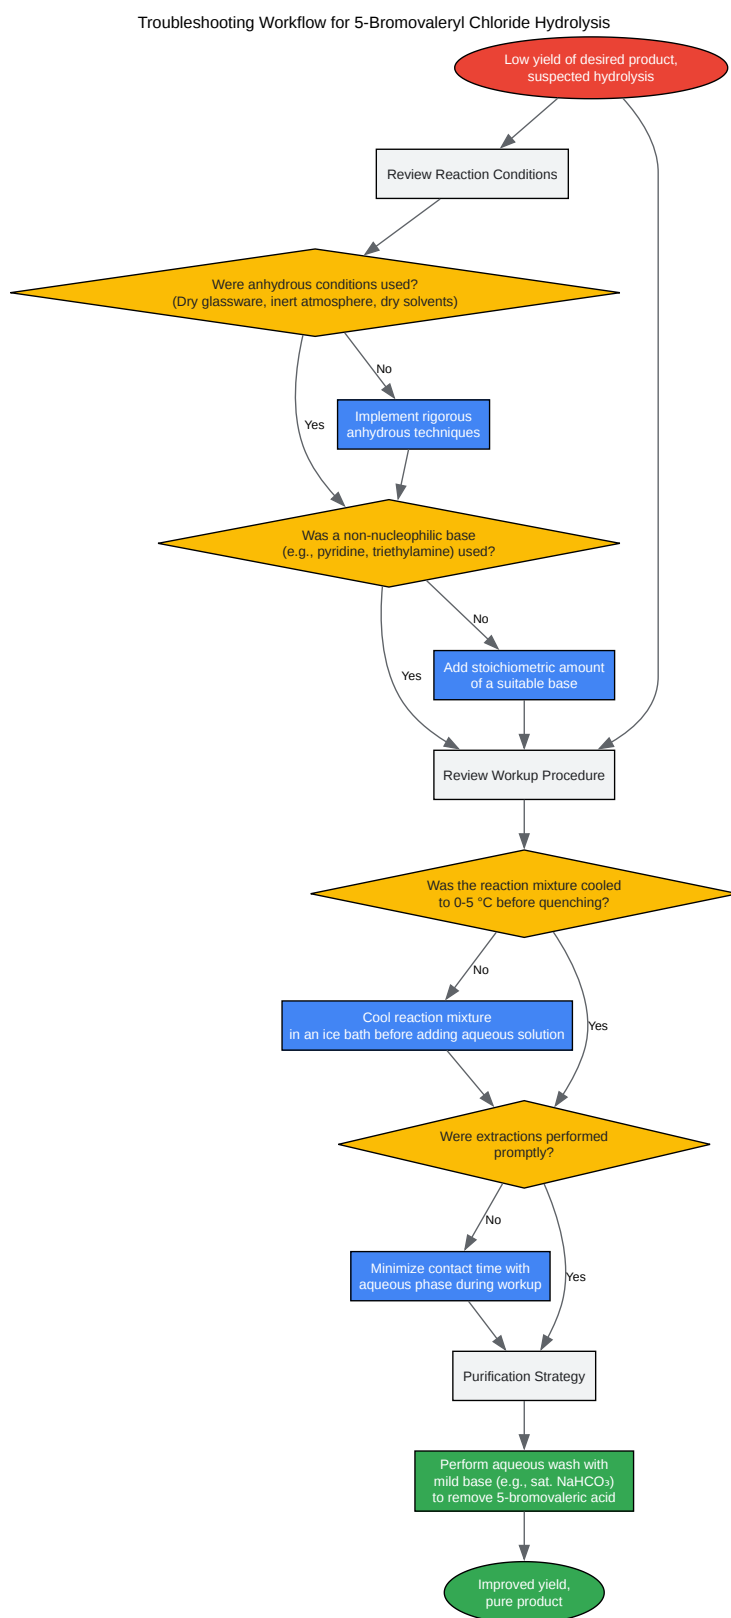 Troubleshooting Workflow for 5-Bromovaleryl Chloride Hydrolysis
Low yield of desired product,
suspected hydrolysis
Review Reaction Conditions
Were anhydrous conditions used?
(Dry glassware, inert atmosphere, dry solvents)
No
Implement rigorous
anhydrous techniques
Yes
Was a non-nucleophilic base
(e.g., pyridine, triethylamine) used?
No
Add stoichiometric amount
of a suitable base
Yes
Review Workup Procedure
Was the reaction mixture cooled
to 0-5 °C before quenching?
No
Cool reaction mixture
in an ice bath before adding aqueous solution
Yes
Were extractions performed
promptly?
No
Minimize contact time with
aqueous phase during workup
Yes
Purification Strategy
Perform aqueous wash with
mild base (e.g., sat. NaHCO₃)
to remove 5-bromovaleric acid
Improved yield,
pure product